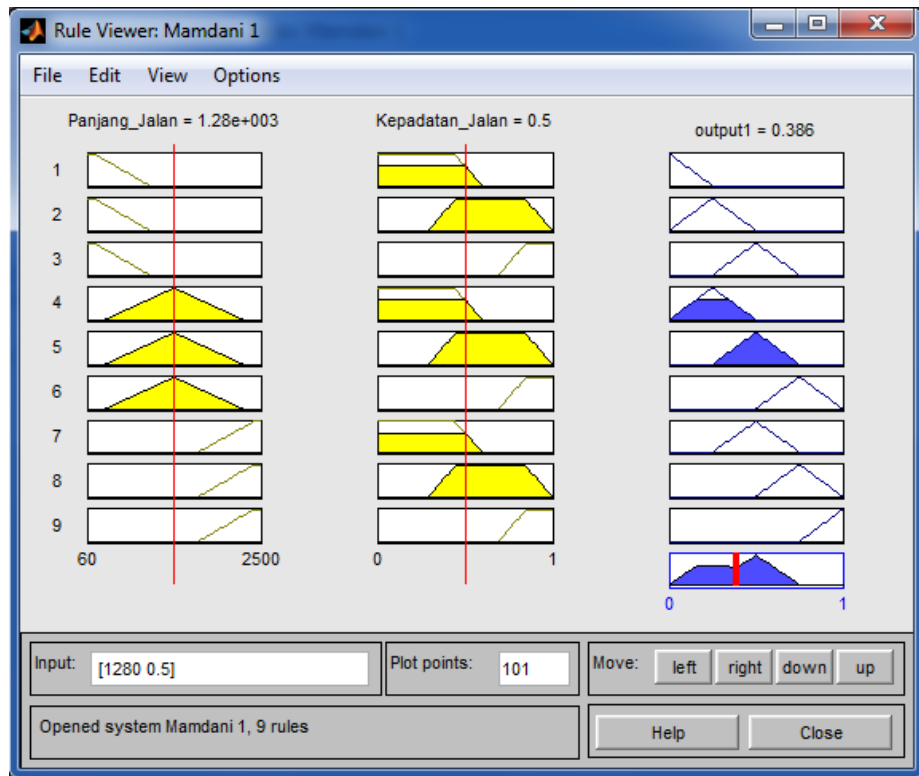 Rule Viewer: Mamdani 1
File Edit View Options
Panjang_Jalan = 1.28e+003 Kepadatan_Jalan = 0.5 output1 = 0.386
1
2
3
4
5
6
7
8
9
60 2500 0 1
0 1
Input: [1280 0.5] Plot points: 101 Move: left right down up
Opened system Mamdani 1, 9 rules Help Close